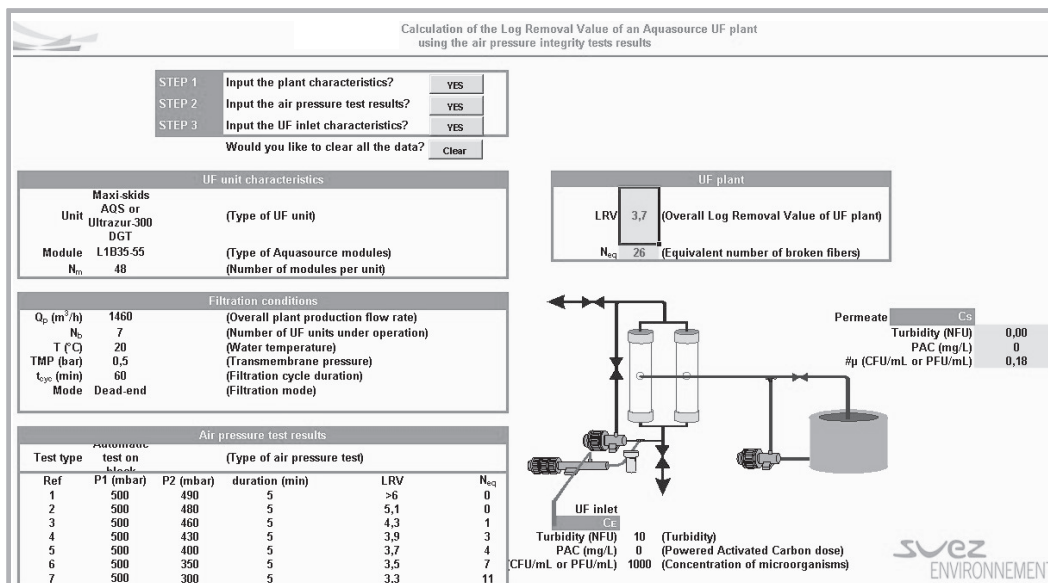 Calculation of the Log Removal Value of an Aquasource UF plant
using the air pressure integrity tests results
STEP 1 Input the plant characteristics? YES
STEP 2 Input the air pressure test results? YES
STEP 3 Input the UF inlet characteristics? YES
Would you like to clear all the data? Clear
UF unit characteristics
Unit Maxi-skids AQS or Ultrazur-300 DGT (Type of UF unit)
Module L1B35-55 (Type of Aquasource modules)
Nm 48 (Number of modules per unit)
UF plant
LRV 3,7 (Overall Log Removal Value of UF plant)
Neq 26 (Equivalent number of broken fibers)
Filtration conditions
Qp (m³/h) 1460 (Overall plant production flow rate)
Nb 7 (Number of UF units under operation)
T (°C) 20 (Water temperature)
TMP (bar) 0,5 (Transmembrane pressure)
tcyc (min) 60 (Filtration cycle duration)
Mode Dead-end (Filtration mode)
Permeate Cs
Turbidity (NFU) 0,00
PAC (mg/L) 0
#µ (CFU/mL or PFU/mL) 0,18
Air pressure test results
Test type Automatic test on block (Type of air pressure test)
Ref P1 (mbar) P2 (mbar) duration (min) LRV Neq
1 500 490 5 >6 0
2 500 480 5 5,1 0
3 500 460 5 4,3 1
4 500 430 5 3,9 3
5 500 400 5 3,7 4
6 500 350 5 3,5 7
7 500 300 5 3,3 11
UF inlet
CE
Turbidity (NFU) 10 (Turbidity)
PAC (mg/L) 0 (Powered Activated Carbon dose)
(CFU/mL or PFU/mL) 1000 (Concentration of microorganisms)
suez
ENVIRONNEMENT